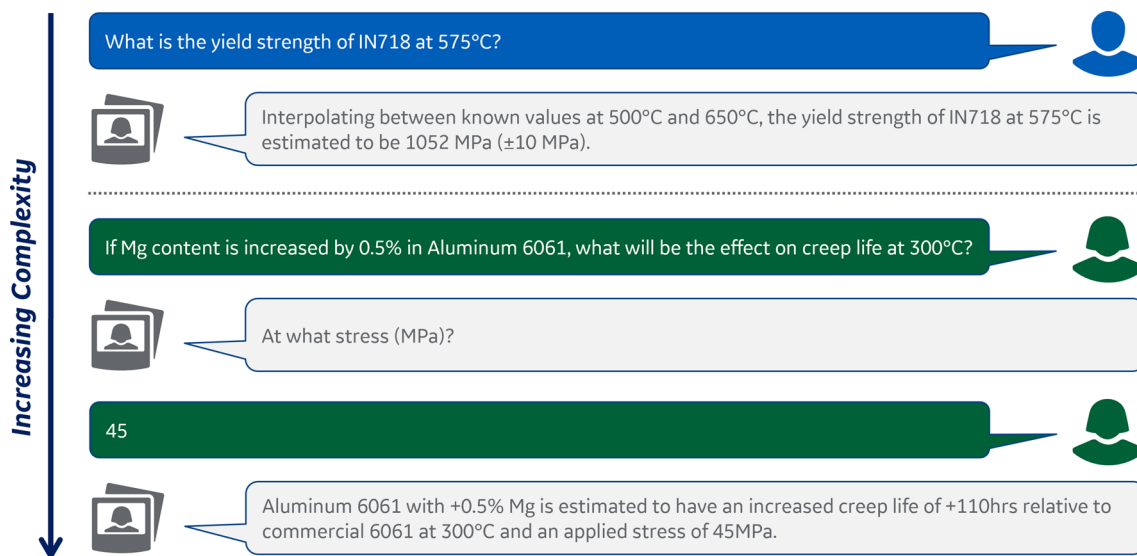 Increasing Complexity
What is the yield strength of IN718 at 575°C?
Interpolating between known values at 500°C and 650°C, the yield strength of IN718 at 575°C is
estimated to be 1052 MPa (±10 MPa).
If Mg content is increased by 0.5% in Aluminum 6061, what will be the effect on creep life at 300°C?
At what stress (MPa)?
45
Aluminum 6061 with +0.5% Mg is estimated to have an increased creep life of +110hrs relative to
commercial 6061 at 300°C and an applied stress of 45MPa.